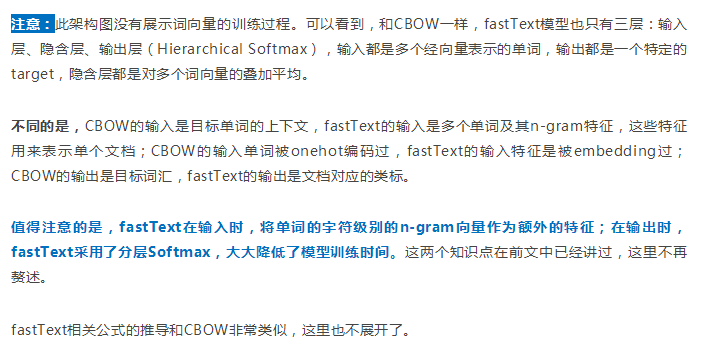 注意：此架构图没有展示词向量的训练过程。可以看到，和CBOW一样，fastText模型也只有三层：输入
层、隐含层、输出层（Hierarchical Softmax），输入都是多个经向量表示的单词，输出都是一个特定的
target，隐含层都是对多个词向量的叠加平均。
不同的是，CBOW的输入是目标单词的上下文，fastText的输入是多个单词及其n-gram特征，这些特征
用来表示单个文档；CBOW的输入单词被onehot编码过，fastText的输入特征是被embedding过；
CBOW的输出是目标词汇，fastText的输出是文档对应的类标。
值得注意的是，fastText在输入时，将单词的字符级别的n-gram向量作为额外的特征；在输出时，
fastText采用了分层Softmax，大大降低了模型训练时间。这两个知识点在前文中已经讲过，这里不再
赘述。
fastText相关公式的推导和CBOW非常类似，这里也不展开了。